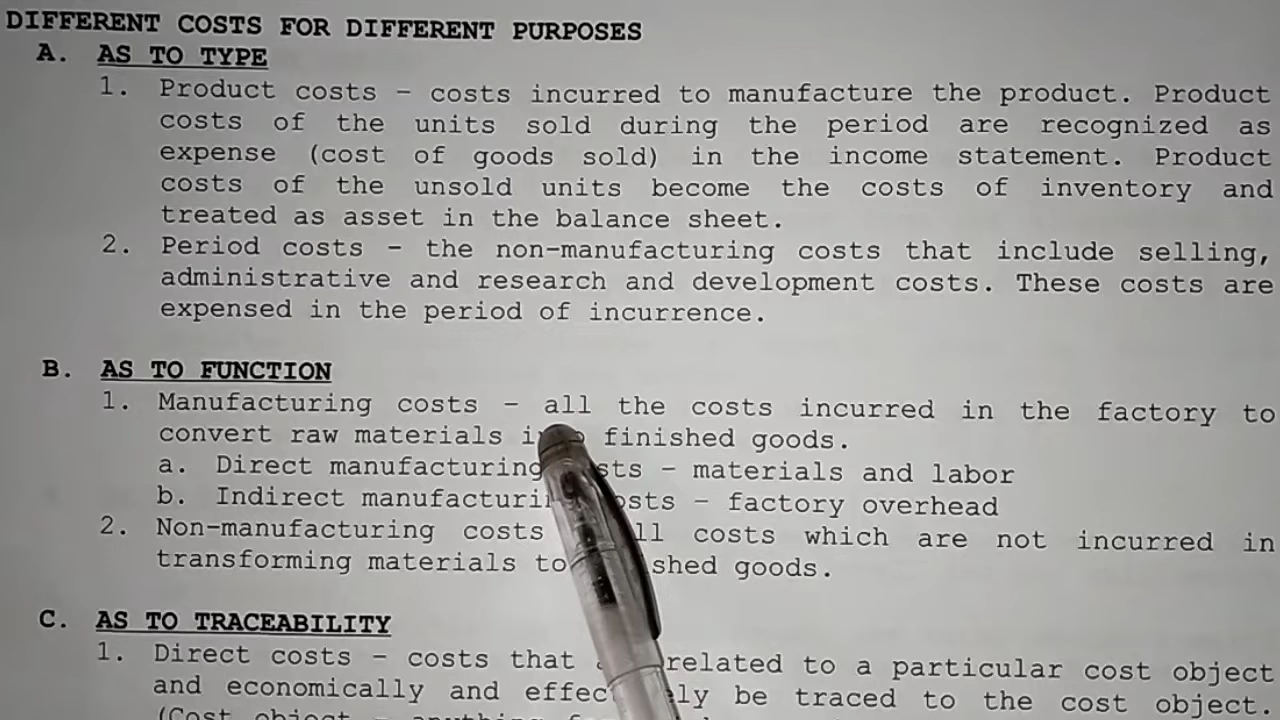 DIFFERENT COSTS FOR DIFFERENT PURPOSES
A. AS TO TYPE
1. Product costs - costs incurred to manufacture the product. Product
costs of the units sold during the period are recognized as
expense (cost of goods sold) in the income statement. Product
costs of the unsold units become the costs of inventory and
treated as asset in the balance sheet.
2. Period costs - the non-manufacturing costs that include selling,
administrative and research and development costs. These costs are
expensed in the period of incurrence.
B. AS TO FUNCTION
1. Manufacturing costs - all the costs incurred in the factory to
convert raw materials finished goods.
a. Direct manufacturing - materials and labor
b. Indirect - factory overhead
2. Non-manufacturing costs costs which are not incurred in
transforming materials to goods.
C. AS TO TRACEABILITY
1. Direct costs - costs that related to a particular cost object
and economically and be traced to the cost object.
(Cost object - anything